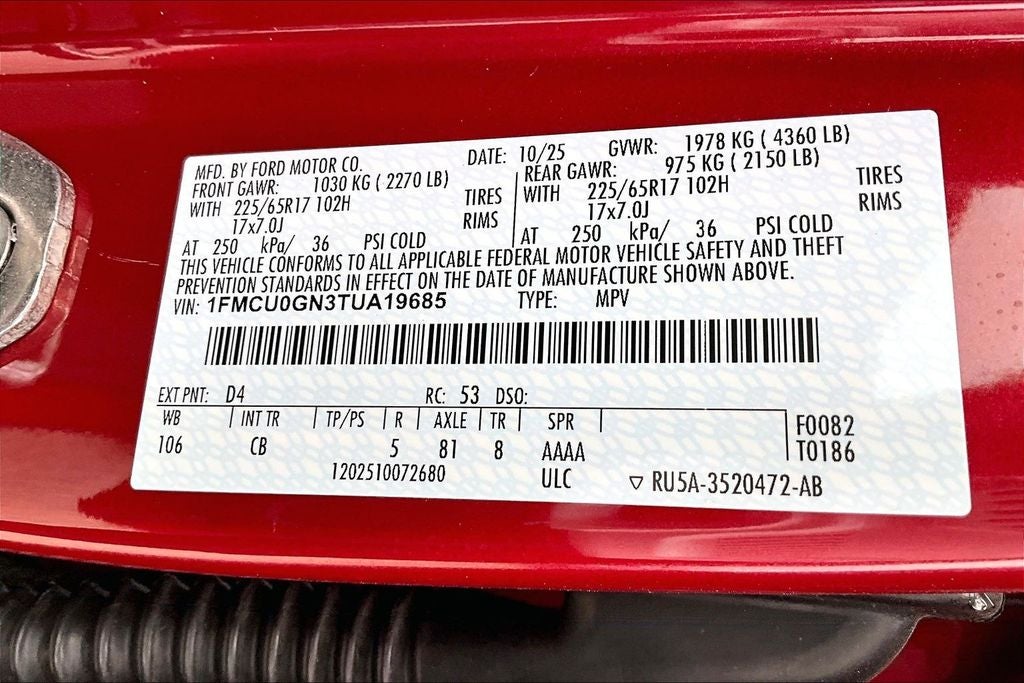 MFD. BY FORD MOTOR CO. DATE: 10/25 GVWR: 1978 KG ( 4360 LB)
FRONT GAWR: 1030 KG ( 2270 LB) REAR GAWR: 975 KG ( 2150 LB)
WITH 225/65R17 102H TIRES WITH 225/65R17 102H TIRES
17x7.0J RIMS 17x7.0J RIMS
AT 250 kPa/ 36 PSI COLD AT 250 kPa/ 36 PSI COLD
THIS VEHICLE CONFORMS TO ALL APPLICABLE FEDERAL MOTOR VEHICLE SAFETY AND THEFT
PREVENTION STANDARDS IN EFFECT ON THE DATE OF MANUFACTURE SHOWN ABOVE.
VIN: 1FMCU0GN3TUA19685 TYPE: MPV
EXT PNT: D4 RC: 53 DSO:
WB INT TR TP/PS R AXLE TR SPR F0082
106 CB 5 81 8 AAAA T0186
1202510072680 ULC ▽ RU5A-3520472-AB